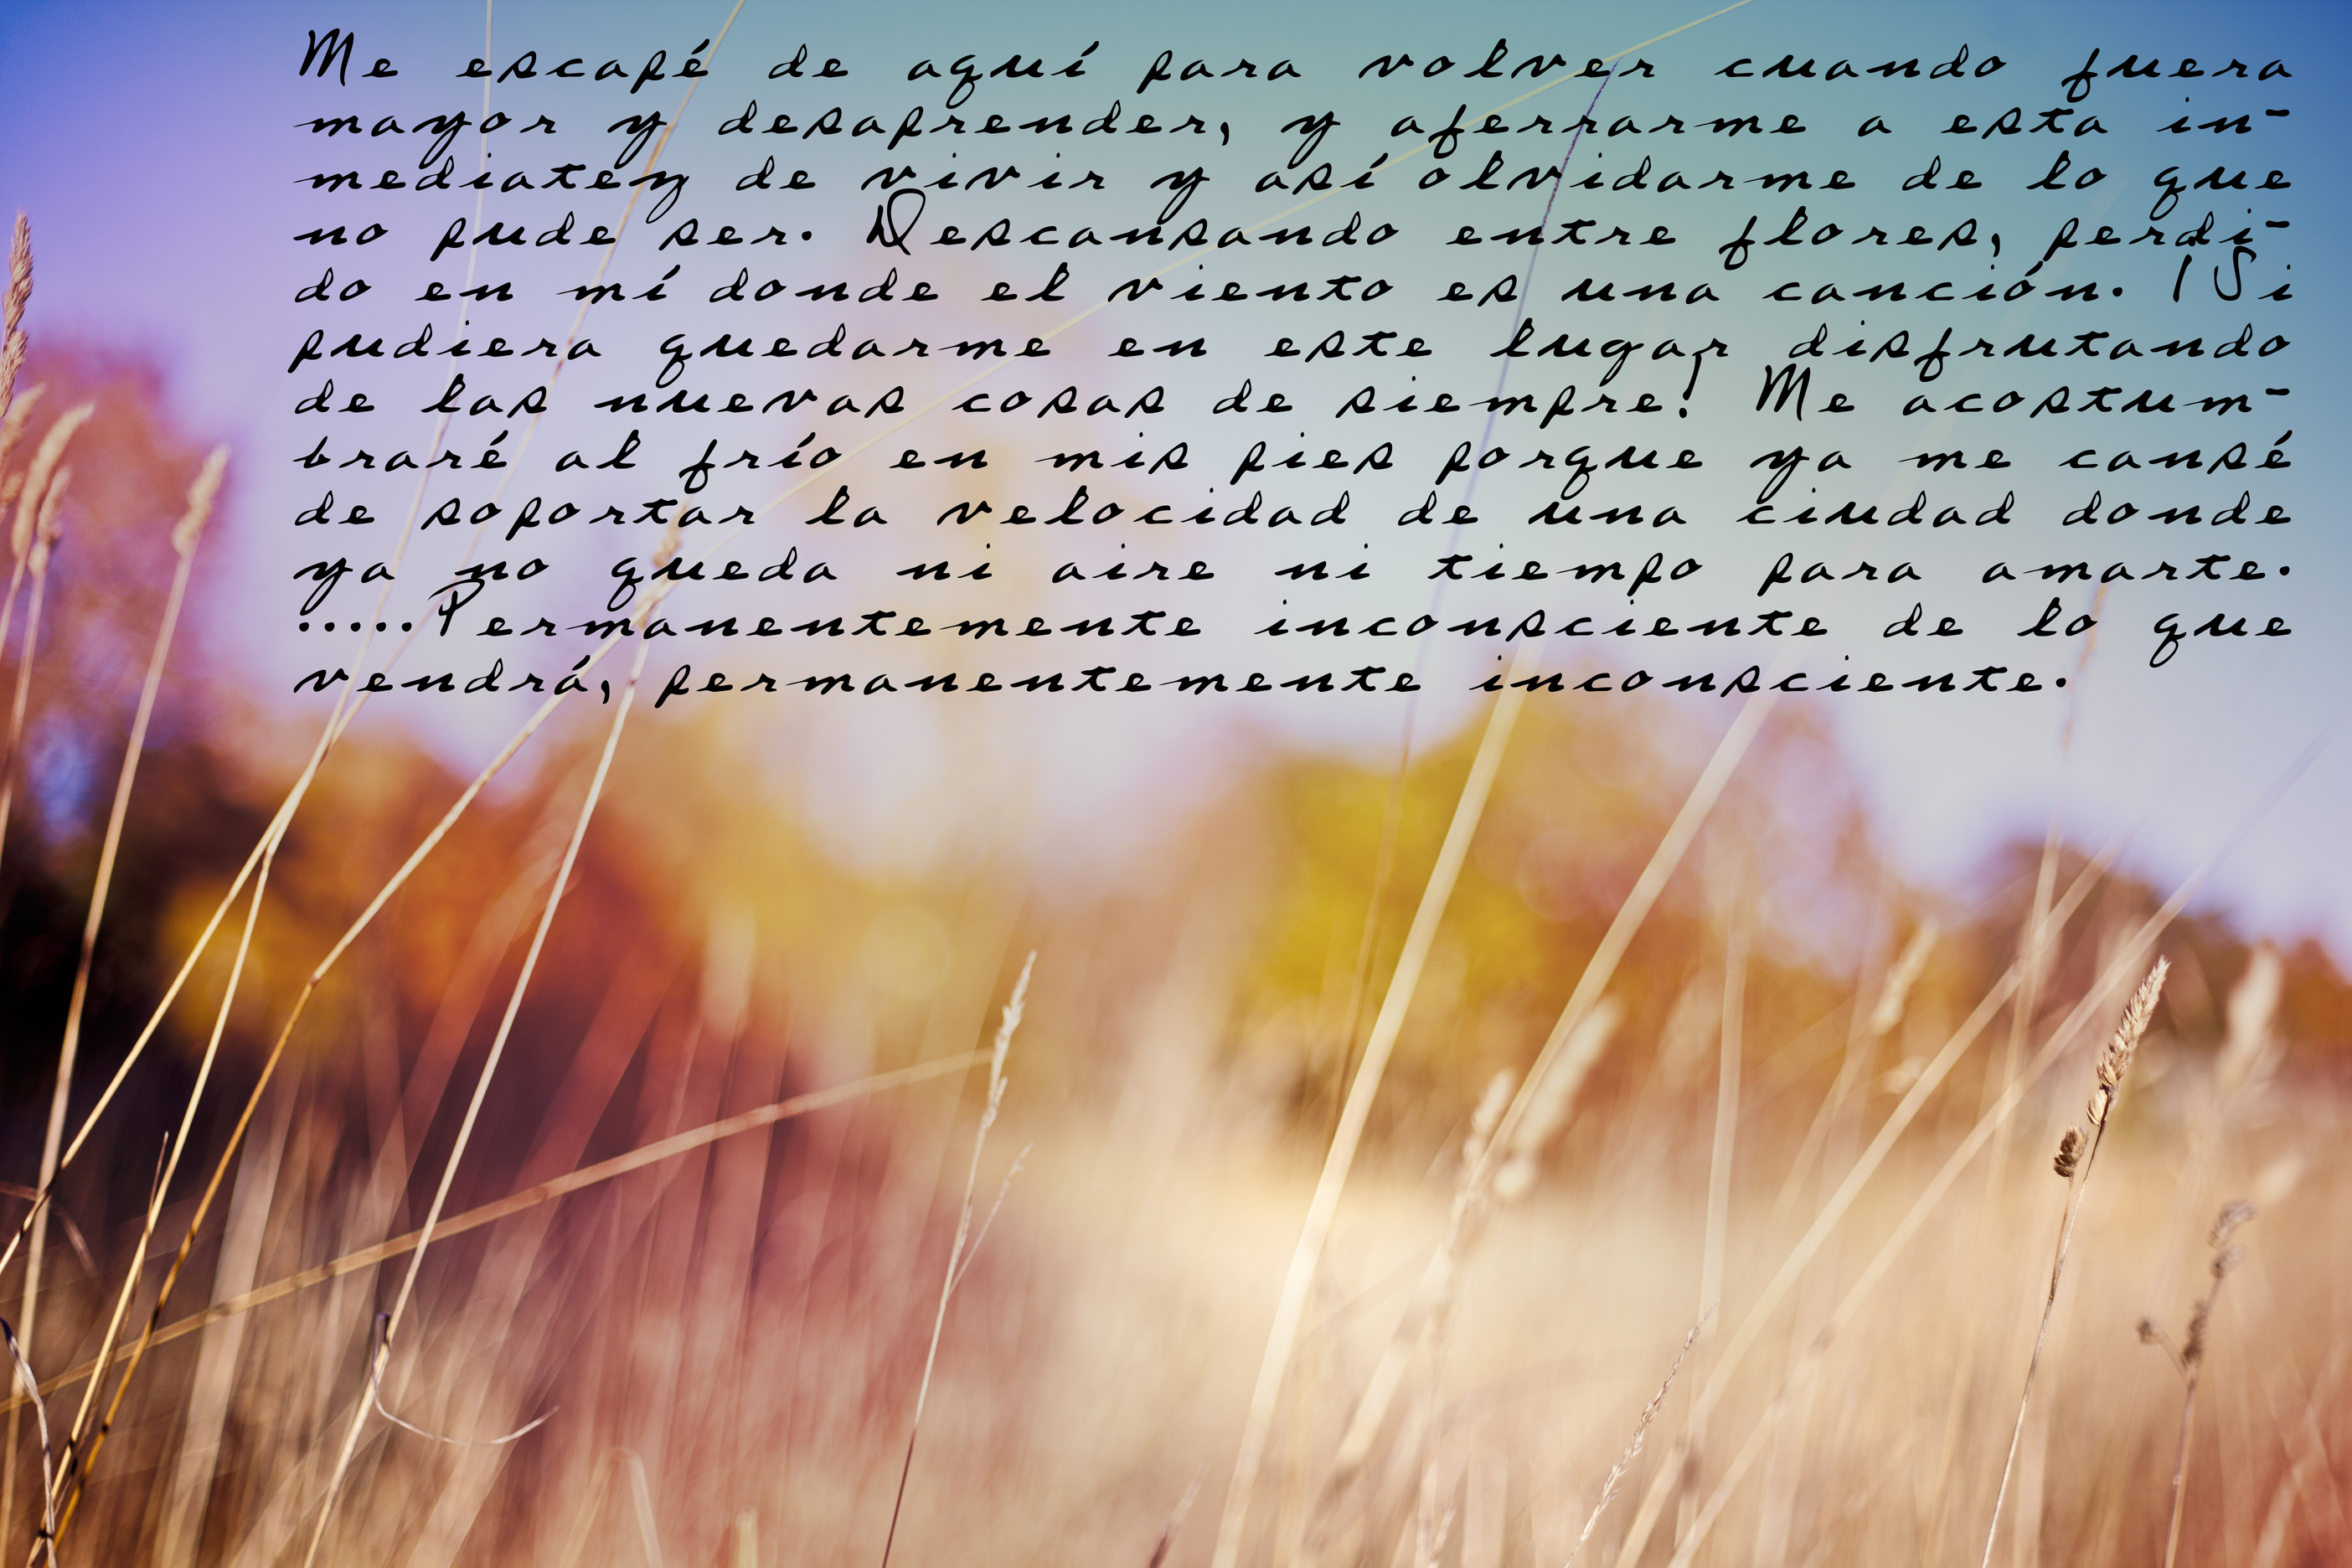 Me escapé de aquí para volver cuando fuera
mayor y desaprender, y aferrarme a esta in-
mediatez de vivir y así olvidarme de lo que
no pude ser. Descansando entre flores, perdi-
do en mí donde el viento es una canción. ¡Si
pudiera quedarme en este lugar disfrutando
de las nuevas cosas de siempre! Me acostum-
braré al frío en mis pies porque ya me cansé
de soportar la velocidad de una ciudad donde
ya no queda ni aire ni tiempo para amarte.
.....Permanentemente inconsciente de lo que
vendrá, permanentemente inconsciente.